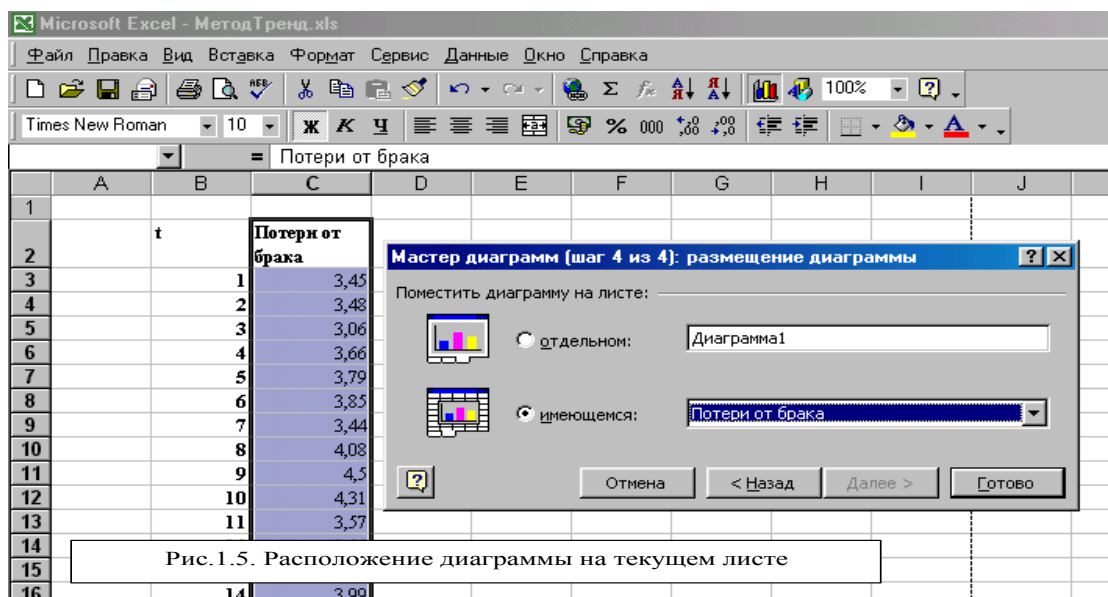 Microsoft Excel - МетодТренд.xls
Файл Правка Вид Вставка Формат Сервис Данные Окно Справка
100%
Times New Roman 10 Ж К Ч % 000
= Потери от брака
A B C D E F G H I J
1
2 t Потери от брака
3 1 3,45
4 2 3,48
5 3 3,06
6 4 3,66
7 5 3,79
8 6 3,85
9 7 3,44
10 8 4,08
11 9 4,5
12 10 4,31
13 11 3,57
14
15
16 14 3,99
Мастер диаграмм (шаг 4 из 4): размещение диаграммы
Поместить диаграмму на листе:
отдельном: Диаграмма1
имеющемся: Потери от брака
Отмена < Назад Далее > Готово
Рис.1.5. Расположение диаграммы на текущем листе